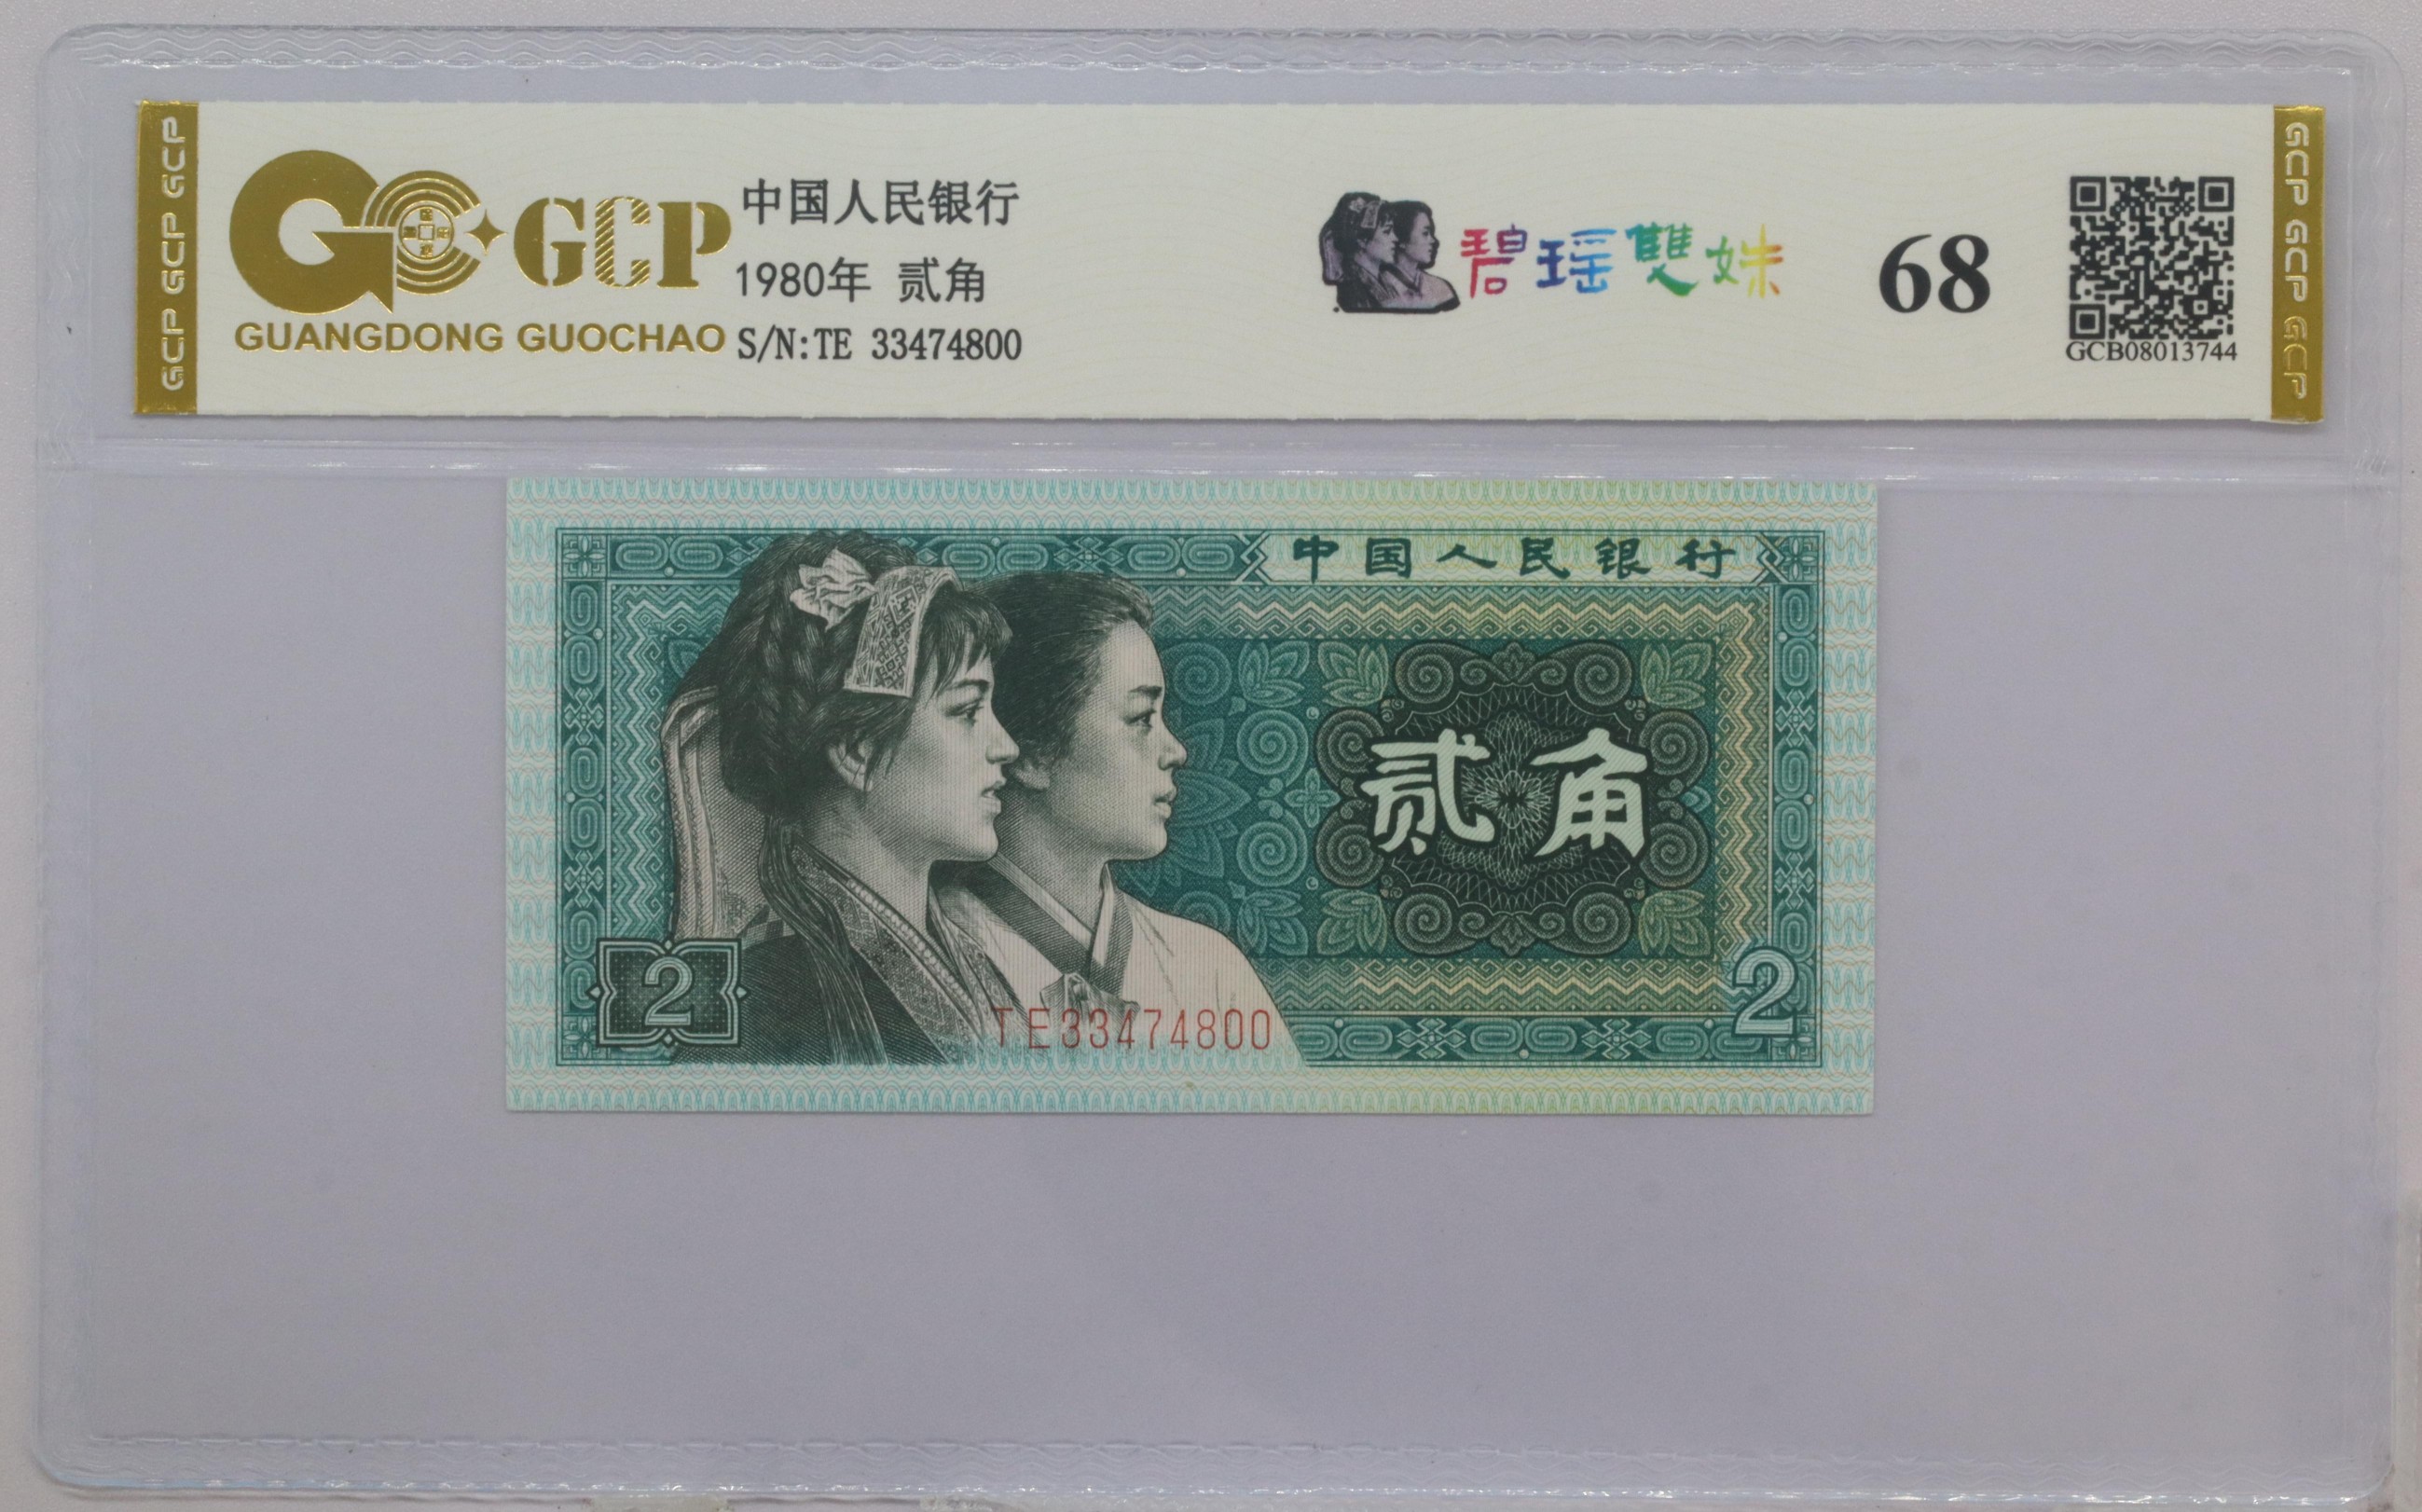 GCP GCP GCP
GCP
GUANGDONG GUOCHAO
中国人民银行
1980年 贰角
S/N:TE 33474800
碧瑶雙姝
68
GCB08013744
GCP GCP GCP
中国人民银行
贰角
2
TE33474800
2